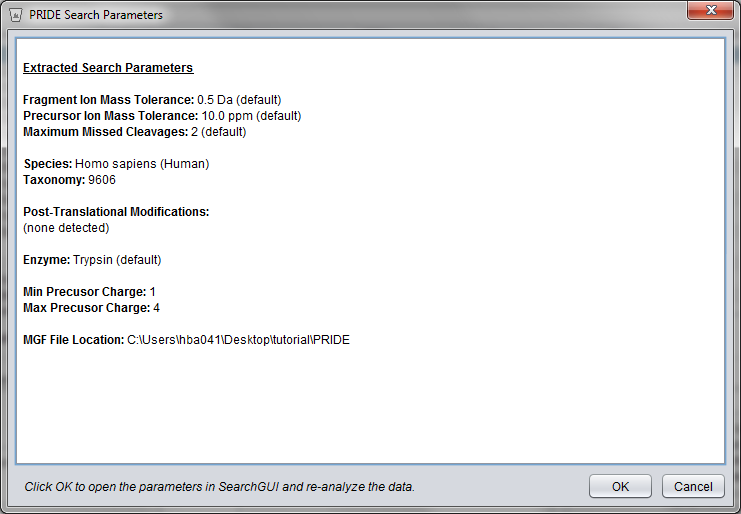 PRIDE Search Parameters
Extracted Search Parameters
Fragment Ion Mass Tolerance: 0.5 Da (default)
Precursor Ion Mass Tolerance: 10.0 ppm (default)
Maximum Missed Cleavages: 2 (default)
Species: Homo sapiens (Human)
Taxonomy: 9606
Post-Translational Modifications:
(none detected)
Enzyme: Trypsin (default)
Min Precusor Charge: 1
Max Precusor Charge: 4
MGF File Location: C:\Users\hba041\Desktop\tutorial\PRIDE
Click OK to open the parameters in SearchGUI and re-analyze the data.
OK
Cancel